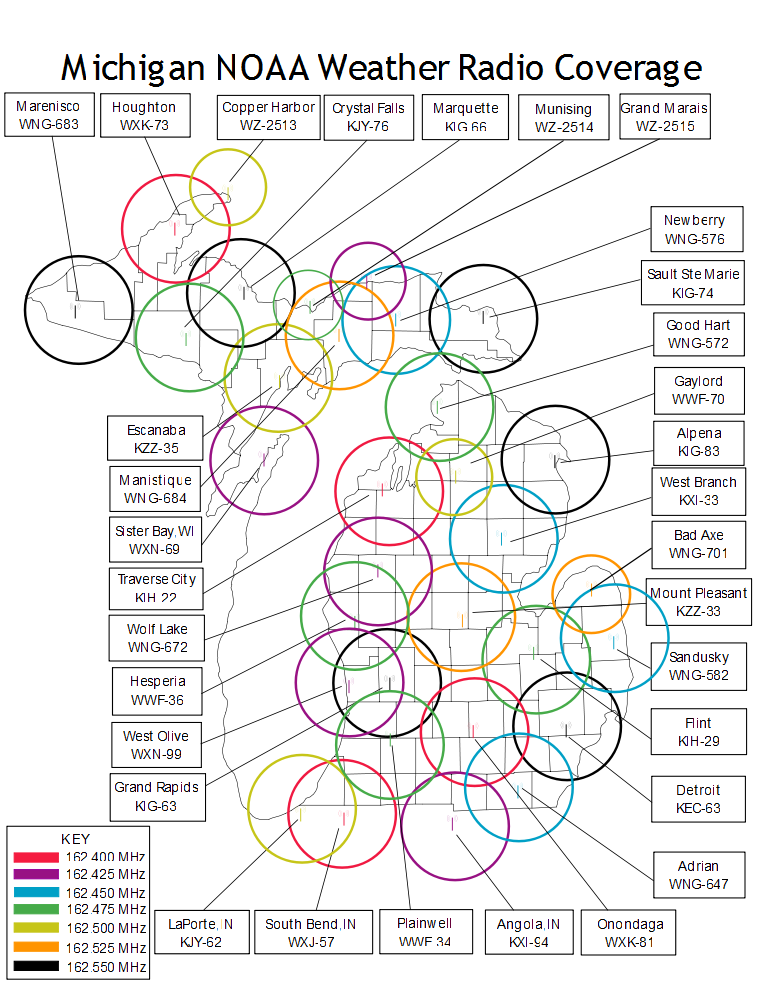 Michigan NOAA Weather Radio Coverage
Marenisco
WNG-683
Houghton
WXK-73
Copper Harbor
WZ-2513
Crystal Falls
KJY-76
Marquette
KIG-66
Munising
WZ-2514
Grand Marais
WZ-2515
Newberry
WNG-576
Sault Ste Marie
KIG-74
Good Hart
WNG-572
Gaylord
WWF-70
Alpena
KIG-83
West Branch
KXI-33
Bad Axe
WNG-701
Mount Pleasant
KZZ-33
Sandusky
WNG-582
Flint
KIH-29
Detroit
KEC-63
Adrian
WNG-647
Escanaba
KZZ-35
Manistique
WNG-684
Sister Bay, WI
WXN-69
Traverse City
KIH-22
Wolf Lake
WNG-672
Hesperia
WWF-36
West Olive
WXN-99
Grand Rapids
KIG-63
KEY
162.400 MHz
162.425 MHz
162.450 MHz
162.475 MHz
162.500 MHz
162.525 MHz
162.550 MHz
LaPorte, IN
KJY-62
South Bend, IN
WXJ-57
Plainwell
WWF-34
Angola, IN
KXI-94
Onondaga
WXK-81